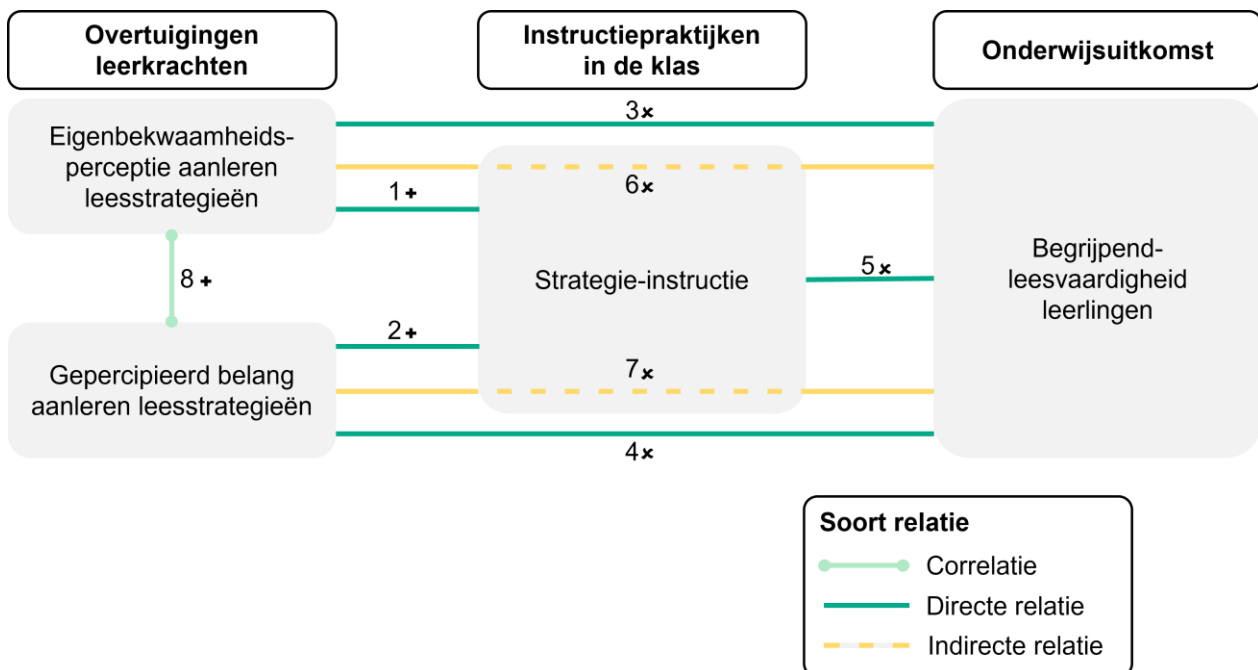 Overtuigingen
leerkrachten
Instructiepraktijken
in de klas
Onderwijsuitkomst
Eigenbekwaamheids-
perceptie aanleren
leesstrategieën
3×
6×
1+
8+
Strategie-instructie
5×
Begrijpend-
leesvaardigheid
leerlingen
2+
Gepercipieerd belang
aanleren leesstrategieën
7×
4×
Soort relatie
Correlatie
Directe relatie
Indirecte relatie